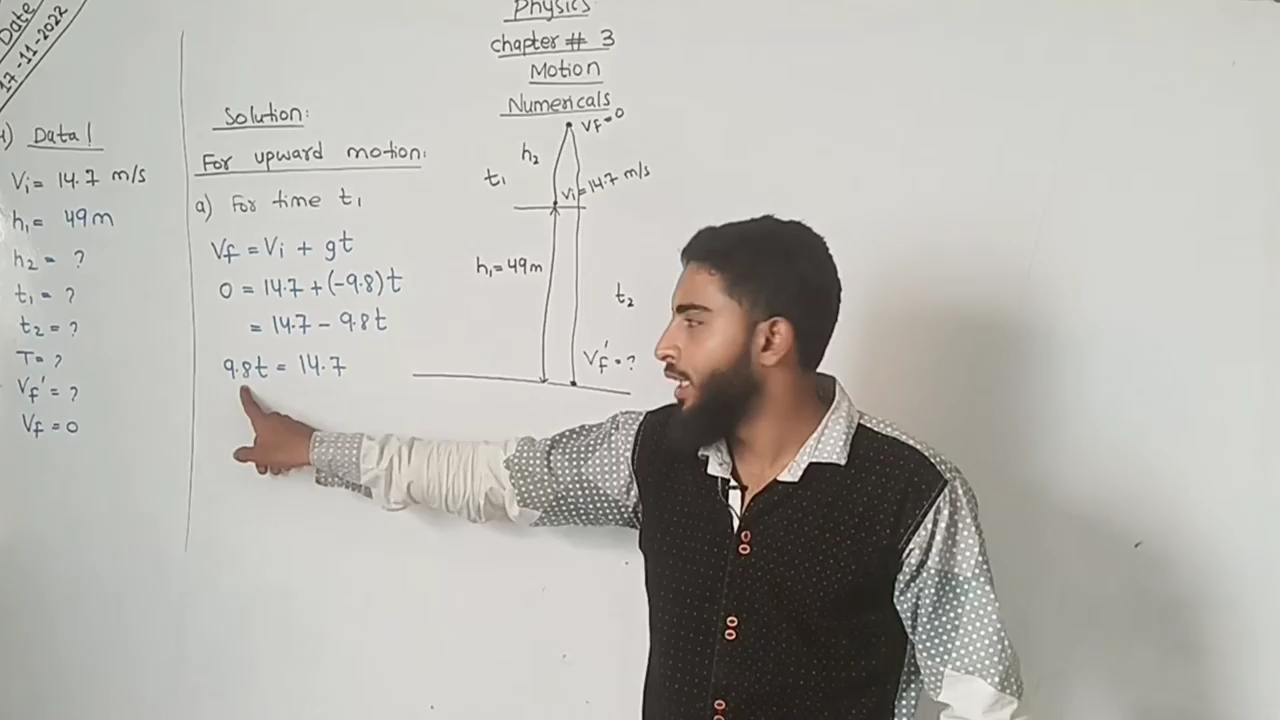 Date
17-11-2022
Physics
chapter # 3
Motion
Numericals
Data!
Vi = 14.7 m/s
h₁ = 49m
h₂ = ?
t₁ = ?
t₂ = ?
T = ?
Vf' = ?
Vf = 0
Solution:
For upward motion:
a) For time t₁
Vf = Vi + gt
0 = 14.7 + (-9.8)t
= 14.7 - 9.8t
9.8t = 14.7
Vf = 0
h₂
t₁
Vi = 14.7 m/s
h₁ = 49m
t₂
Vf' = ?